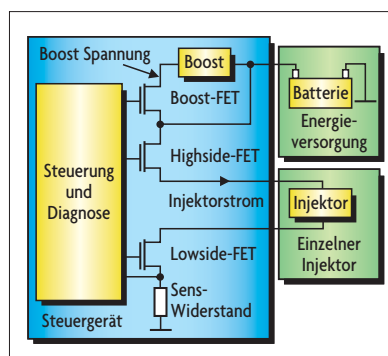 Boost Spannung
Boost
Boost-FET
Batterie
Energie-
versorgung
Highside-FET
Steuerung
und
Diagnose
Injektorstrom
Injektor
Einzelner
Injektor
Lowside-FET
Sens-
Widerstand
Steuergerät